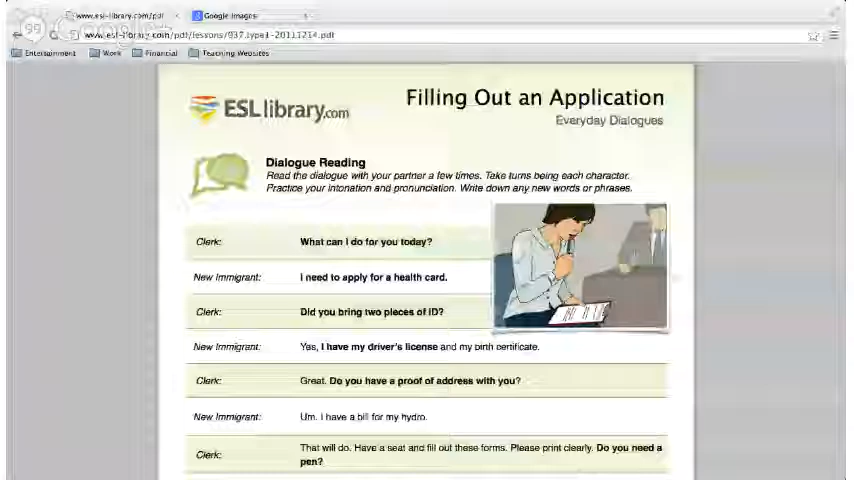 www.esl-library.com/pdf
Google Images
99 Google+
www.esl-library.com/pdf/lessons/937.type1-20111214.pdf
Entertainment Work Financial Teaching Websites
ESLlibrary.com
Filling Out an Application
Everyday Dialogues
Dialogue Reading
Read the dialogue with your partner a few times. Take turns being each character.
Practice your intonation and pronunciation. Write down any new words or phrases.
Clerk: What can I do for you today?
New Immigrant: I need to apply for a health card.
Clerk: Did you bring two pieces of ID?
New Immigrant: Yes, I have my driver's license and my birth certificate.
Clerk: Great. Do you have a proof of address with you?
New Immigrant: Um. I have a bill for my hydro.
Clerk: That will do. Have a seat and fill out these forms. Please print clearly. Do you need a
pen?